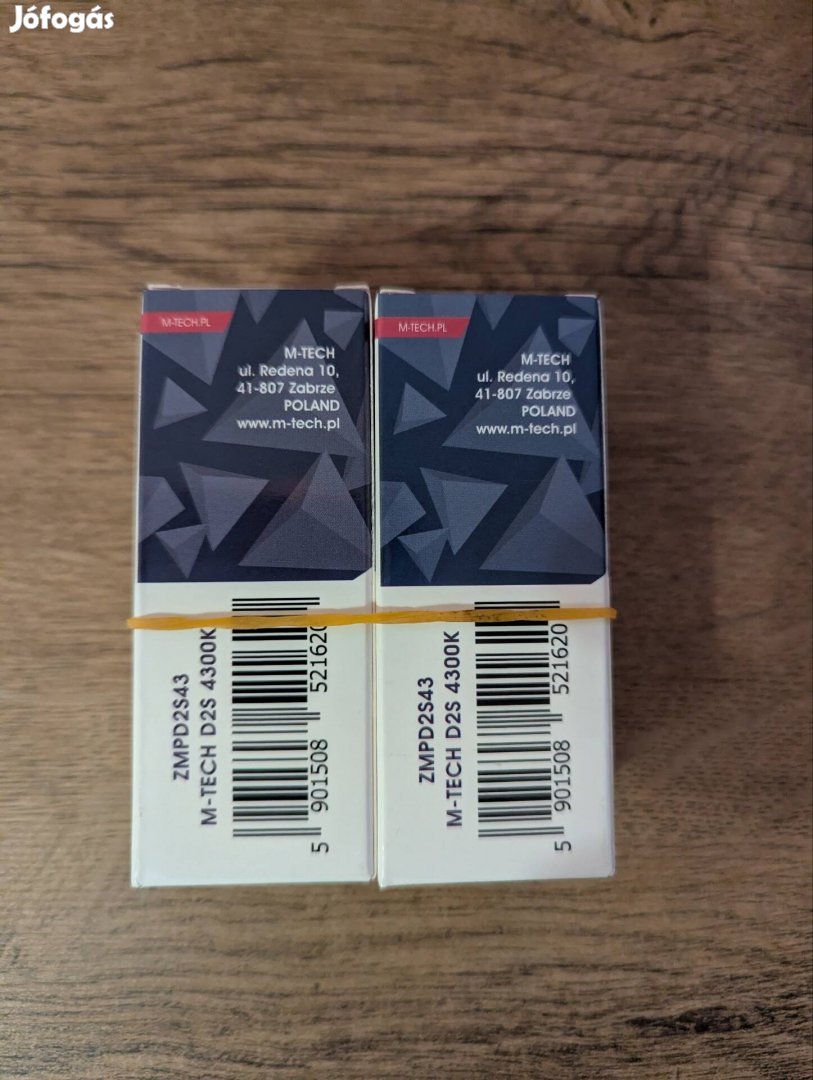 Jófogás
M-TECH.PL
M-TECH
ul. Redena 10,
41-807 Zabrze
POLAND
www.m-tech.pl
ZMPD2S43
M-TECH D2S 4300K
5 901508 521620
M-TECH.PL
M-TECH
ul. Redena 10,
41-807 Zabrze
POLAND
www.m-tech.pl
ZMPD2S43
M-TECH D2S 4300K
5 901508 521620